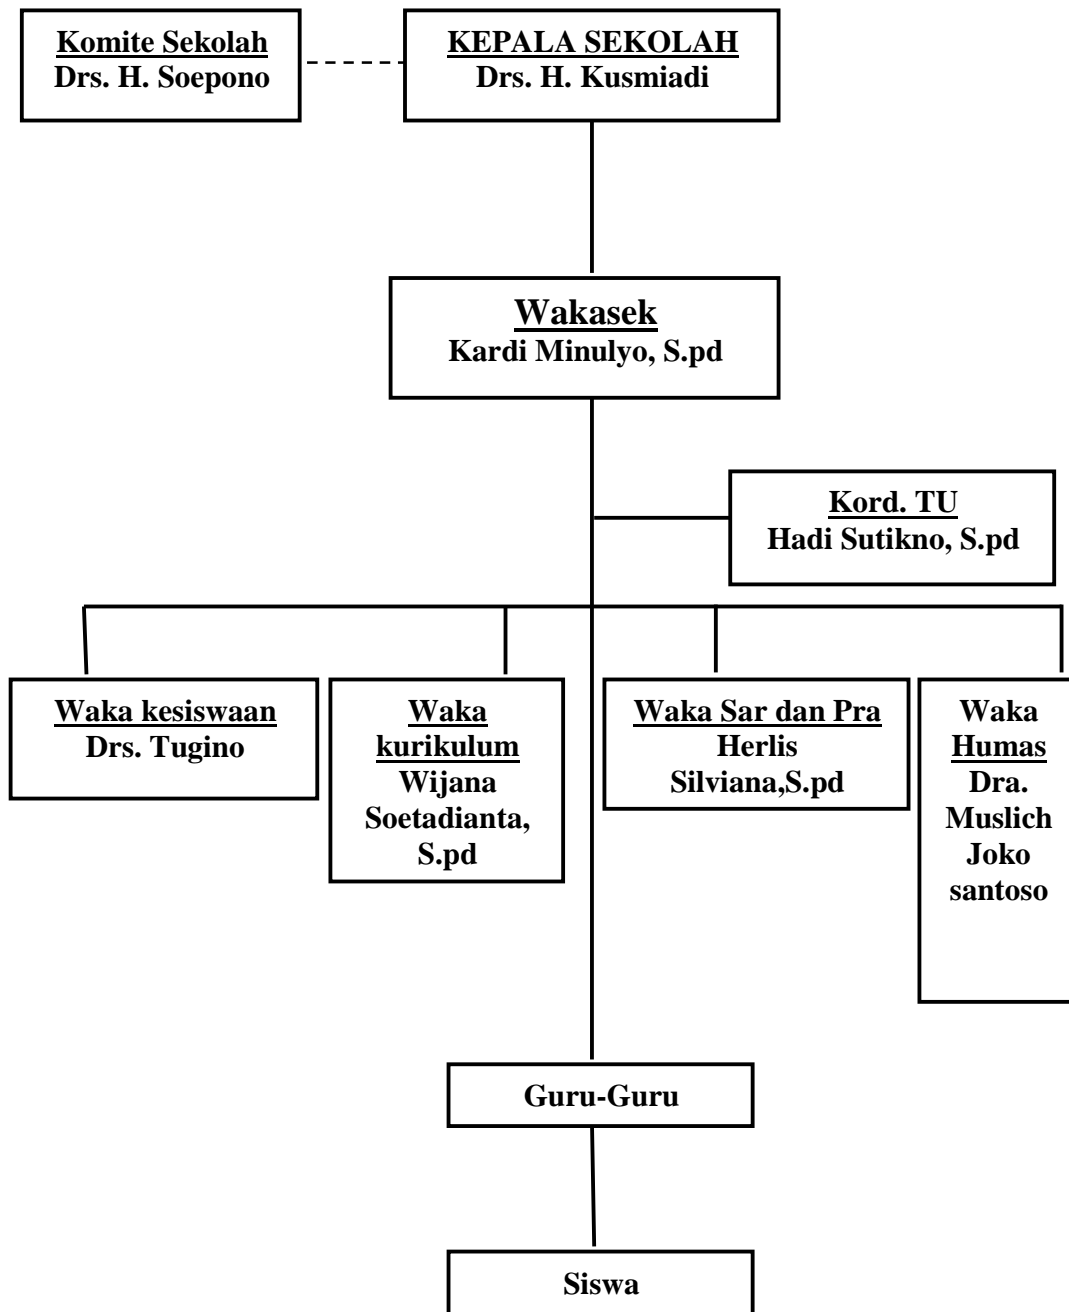 Komite Sekolah
Drs. H. Soepono
KEPALA SEKOLAH
Drs. H. Kusmiadi
Wakasek
Kardi Minulyo, S.pd
Kord. TU
Hadi Sutikno, S.pd
Waka kesiswaan
Drs. Tugino
Waka
kurikulum
Wijana
Soetadianta,
S.pd
Waka Sar dan Pra
Herlis
Silviana,S.pd
Waka
Humas
Dra.
Muslich
Joko
santoso
Guru-Guru
Siswa